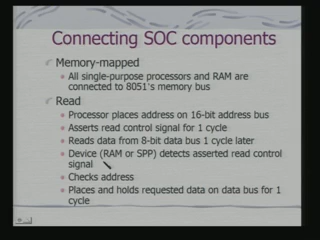 Connecting SOC components
Memory-mapped
All single-purpose processors and RAM are
connected to 8051's memory bus
Read
Processor places address on 16-bit address bus
Asserts read control signal for 1 cycle
Reads data from 8-bit data bus 1 cycle later
Device (RAM or SPP) detects asserted read control
signal
Checks address
Places and holds requested data on data bus for 1
cycle